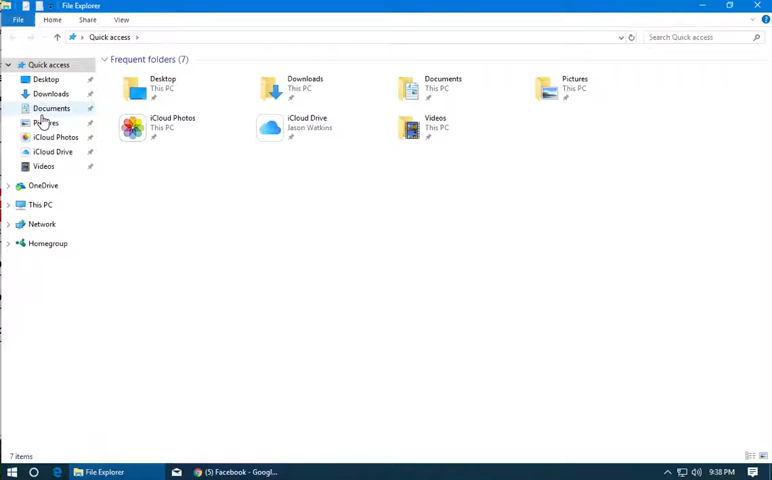 File Explorer
File Home Share View
Quick access Search Quick access
Quick access
Desktop
Downloads
Documents
iCloud Photos
iCloud Drive
Videos
OneDrive
This PC
Network
Homegroup
Frequent folders (7)
Desktop Downloads Documents Pictures
This PC This PC This PC This PC
iCloud Photos iCloud Drive Videos
This PC Jason Watkins This PC
7 items
File Explorer (5) Facebook - Googl... 9:38 PM